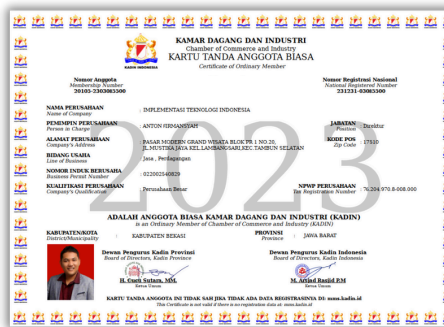 KAMAR DAGANG DAN INDUSTRI
Chamber of Commerce and Industry
KARTU TANDA ANGGOTA BIASA
Certificate of Ordinary Member
KADIN INDONESIA
Nomor Anggota
Membership Number
20105-2303085500
Nomor Registrasi Nasional
National Registered Number
231231-03085500
2023
NAMA PERUSAHAAN : IMPLEMENTASI TEKNOLOGI INDONESIA
Name of Company
PEMIMPIN PERUSAHAAN : ANTON FIRMANSYAH
Person in Charge
JABATAN : Direktur
Position
ALAMAT PERUSAHAAN : PASAR MODERN GRAND WISATA BLOK PR 1 NO.20,
Company's Address JL.MUSTIKA JAYA KEL.LAMBANGSARI,KEC.TAMBUN SELATAN
KODE POS : 17510
Zip Code
BIDANG USAHA : Jasa , Perdagangan
Line of Business
NOMOR INDUK BERUSAHA : 0220003540829
Business Permit Number
KUALIFIKASI PERUSAHAAN : Perusahaan Besar
Company's Qualification
NPWP PERUSAHAAN : 76.204.970.8-008.000
Tax Registration Number
ADALAH ANGGOTA BIASA KAMAR DAGANG DAN INDUSTRI (KADIN)
is an Ordinary Member of Chamber of Commerce and Industry (KADIN)
KABUPATEN/KOTA : KABUPATEN BEKASI
District/Municipality
PROVINSI : JAWA BARAT
Province
Dewan Pengurus Kadin Provinsi
Board of Directors, Kadin Province
Dewan Pengurus Kadin Indonesia
Board of Directors, Kadin Indonesia
H. Cucu Sutara, MM.
Ketua Umum
M. Arsjad Rasjid P.M
Ketua Umum
KARTU TANDA ANGGOTA INI TIDAK SAH JIKA TIDAK ADA DATA REGISTRASINYA DI: mms.kadin.id
This Certificate is not valid if there is no registration data at: mms.kadin.id